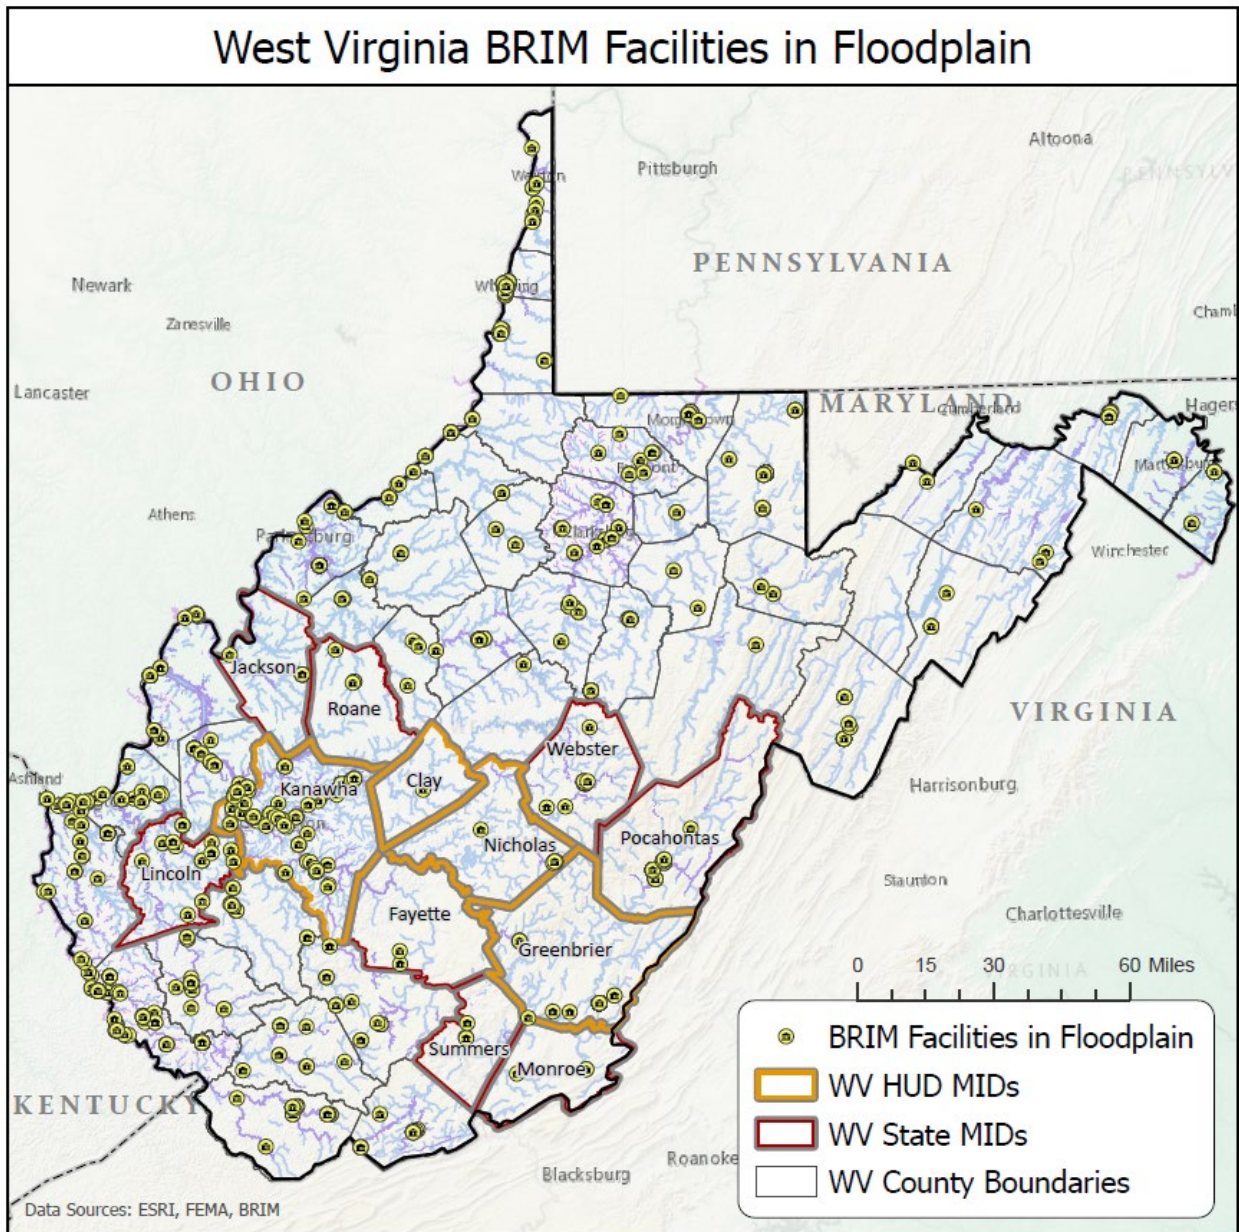 West Virginia BRIM Facilities in Floodplain
Altoona
Pittsburgh
PENNSYLVANIA
Newark
Zanesville
Lancaster
OHIO
MARYLAND
Athens
Winchester
Jackson
Roane
VIRGINIA
Webster
Kanawha
Clay
Ashland
Harrisonburg
Nicholas
Pocahontas
Lincoln
Staunton
Fayette
Charlottesville
Greenbrier
0 15 30 60 Miles
Summers
Monroe
KENTUCKY
Roanoke
Blacksburg
BRIM Facilities in Floodplain
WV HUD MIDs
WV State MIDs
WV County Boundaries
Data Sources: ESRI, FEMA, BRIM